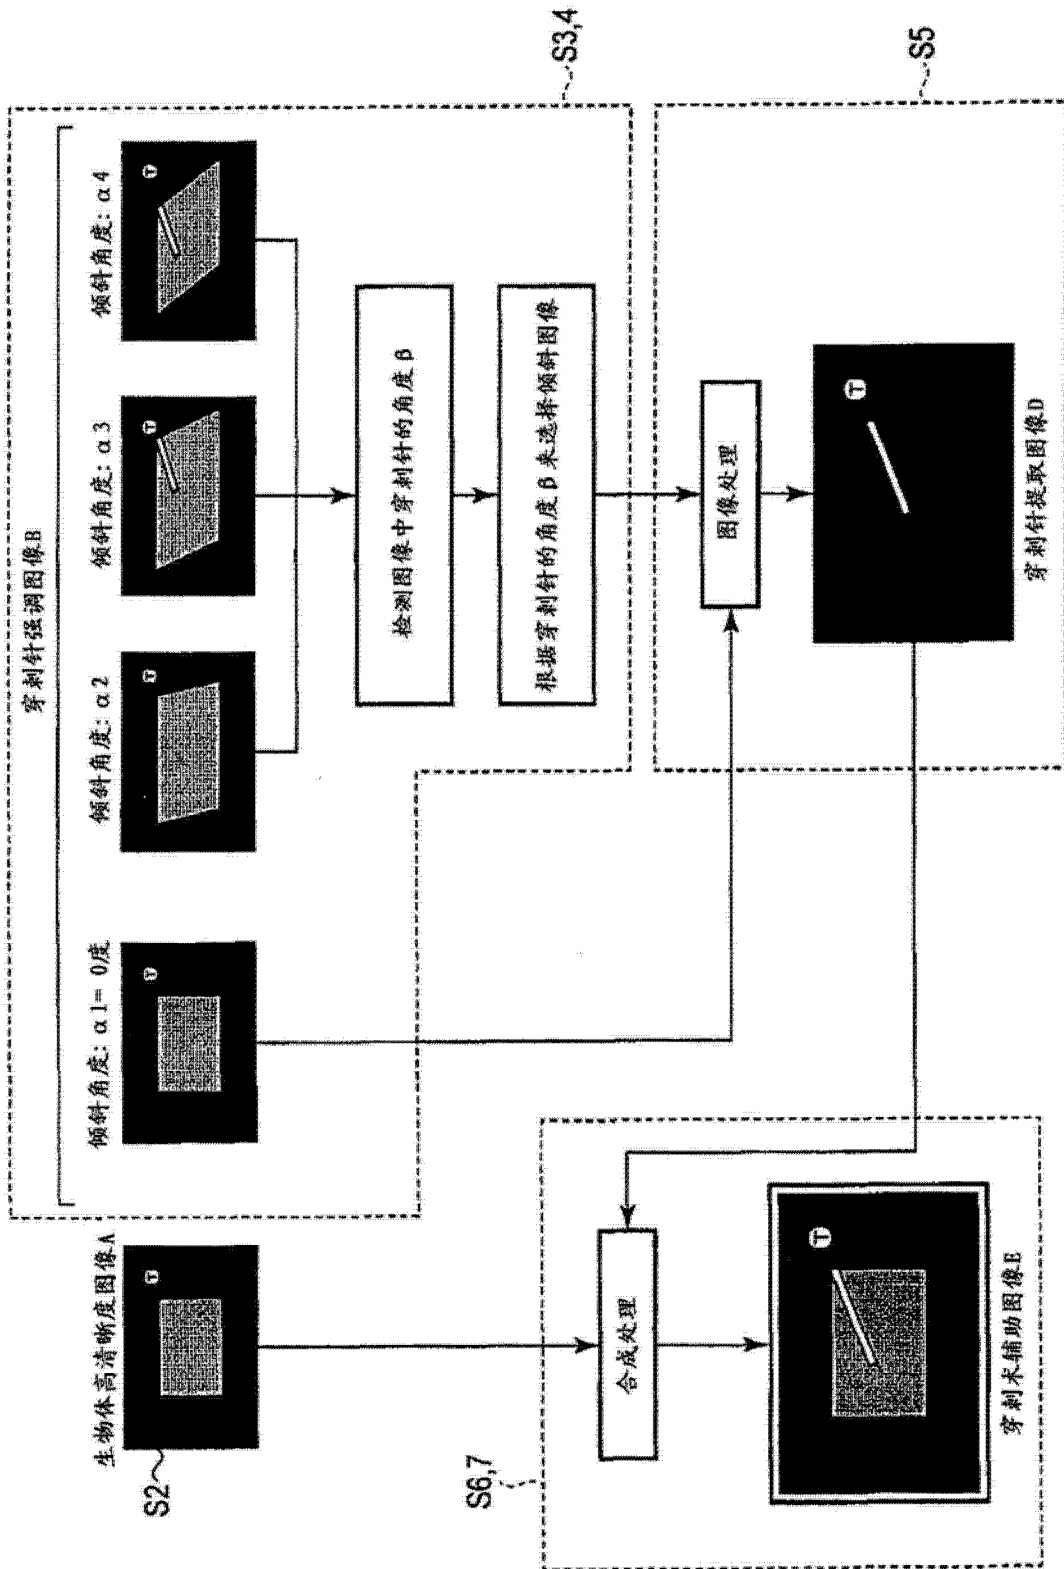 穿刺针强调图像B
生物体高清晰度图像A
倾斜角度: α1= 0度
倾斜角度: α2
倾斜角度: α3
倾斜角度: α4
T
T
T
T
T
S2
检测图像中穿刺针的角度β
根据穿刺针的角度β来选择倾斜图像
S3,4
合成处理
图像处理
T
T
穿刺术辅助图像E
穿刺针提取图像D
S6,7
S5